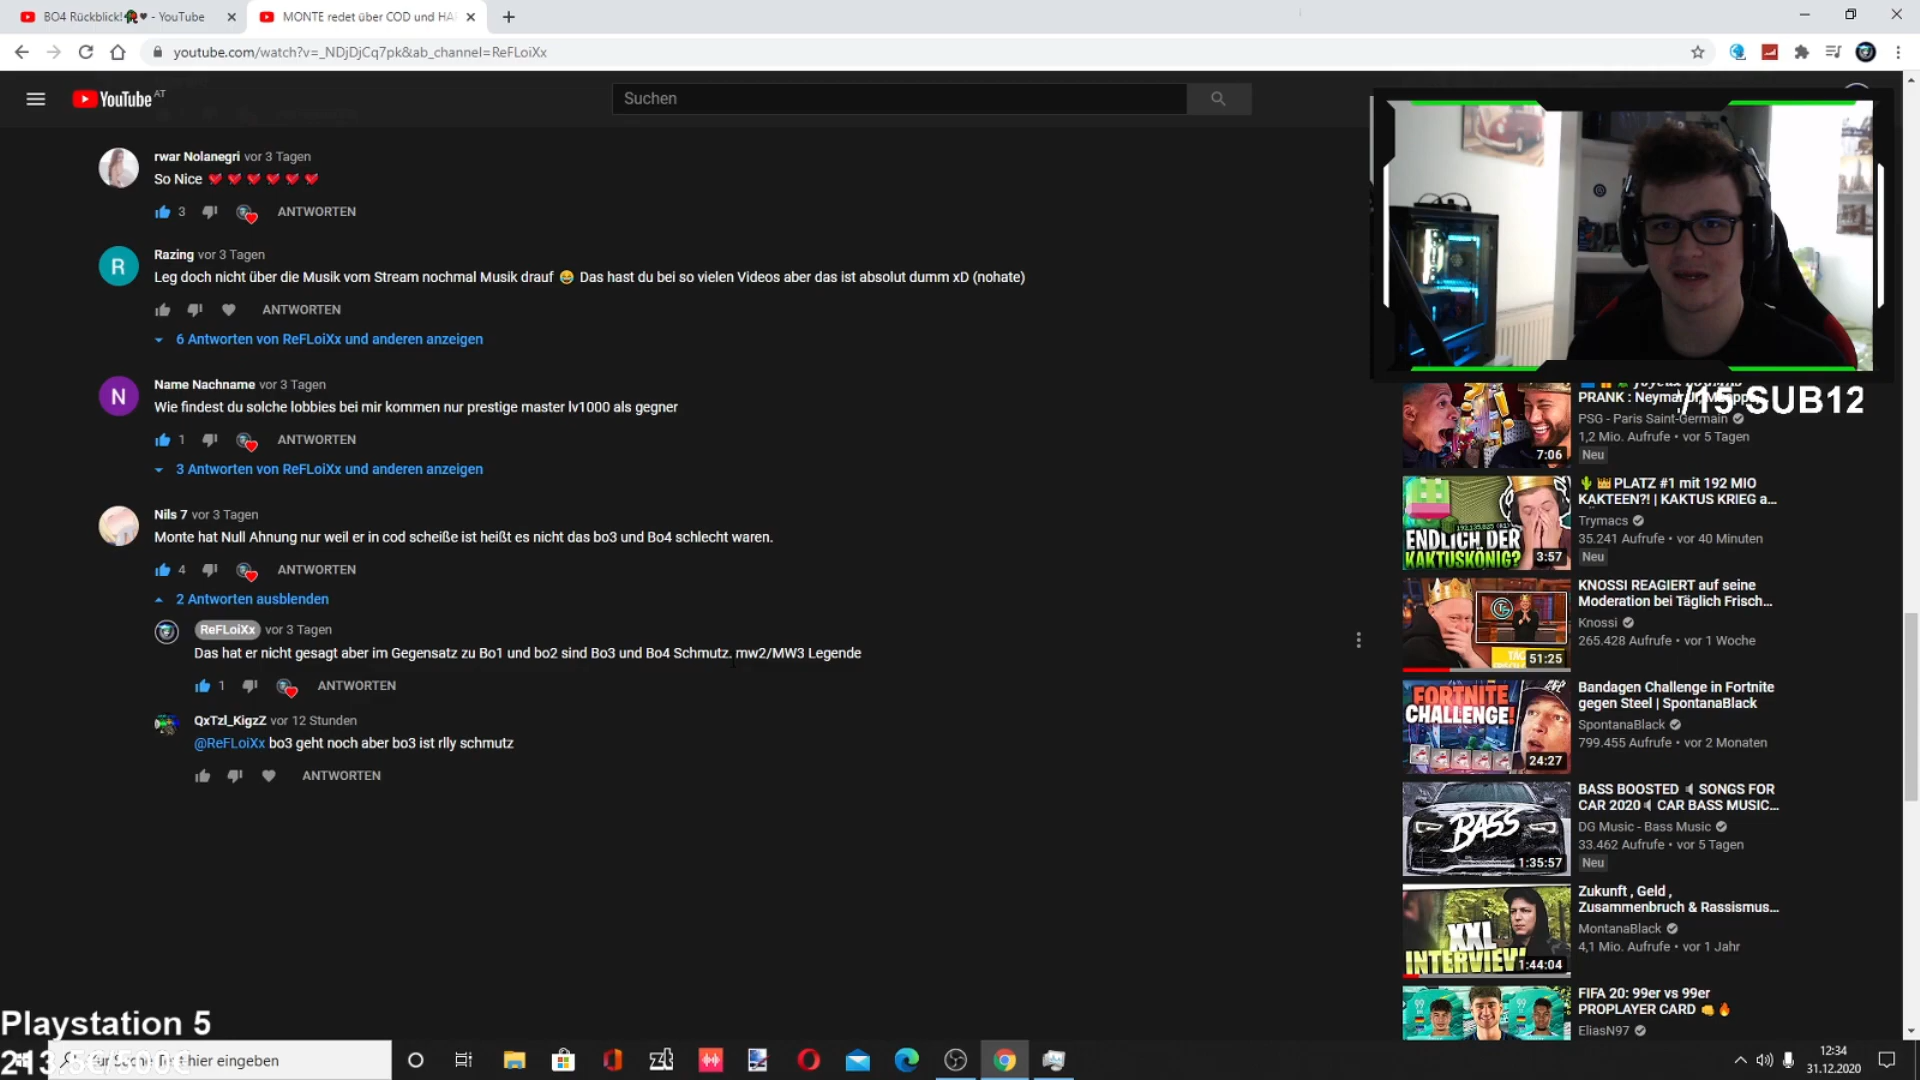 BO4 Rückblick!🥀♥ - YouTube
MONTE redet über COD und HA
youtube.com/watch?v=_NDjDjCq7pk&ab_channel=ReFLoiXx
YouTube AT
Suchen
rwar Nolanegri vor 3 Tagen
So Nice 💓💓💓💓💓💓
3 ANTWORTEN
Razing vor 3 Tagen
R
Leg doch nicht über die Musik vom Stream nochmal Musik drauf 😂 Das hast du bei so vielen Videos aber das ist absolut dumm xD (nohate)
ANTWORTEN
6 Antworten von ReFLoiXx und anderen anzeigen
Name Nachname vor 3 Tagen
N
Wie findest du solche lobbies bei mir kommen nur prestige master lv1000 als gegner
1 ANTWORTEN
3 Antworten von ReFLoiXx und anderen anzeigen
Nils 7 vor 3 Tagen
Monte hat Null Ahnung nur weil er in cod scheiße ist heißt es nicht das bo3 und Bo4 schlecht waren.
4 ANTWORTEN
2 Antworten ausblenden
ReFLoiXx vor 3 Tagen
Das hat er nicht gesagt aber im Gegensatz zu Bo1 und bo2 sind Bo3 und Bo4 Schmutz. mw2/MW3 Legende
1 ANTWORTEN
QxTzl_KigzZ vor 12 Stunden
@ReFLoiXx bo3 geht noch aber bo3 ist rlly schmutz
ANTWORTEN
/15 SUB12
PRANK : Neymar Jr,
PSG - Paris Saint-Germain
1,2 Mio. Aufrufe • vor 5 Tagen
Neu
7:06
🌵👑PLATZ #1 mit 192 MIO
KAKTEEN?! | KAKTUS KRIEG a...
Trymacs
35.241 Aufrufe • vor 40 Minuten
Neu
ENDLICH DER
KAKTUSKÖNIG?
3:57
KNOSSI REAGIERT auf seine
Moderation bei Täglich Frisch...
Knossi
265.428 Aufrufe • vor 1 Woche
51:25
Bandagen Challenge in Fortnite
gegen Steel | SpontanaBlack
SpontanaBlack
799.455 Aufrufe • vor 2 Monaten
FORTNITE
CHALLENGE!
24:27
BASS BOOSTED 🔈 SONGS FOR
CAR 2020🔈 CAR BASS MUSIC...
DG Music - Bass Music
33.462 Aufrufe • vor 5 Tagen
Neu
BASS
1:35:57
Zukunft , Geld ,
Zusammenbruch & Rassismus...
MontanaBlack
4,1 Mio. Aufrufe • vor 1 Jahr
XXL
INTERVIEW
1:44:04
FIFA 20: 99er vs 99er
PROPLAYER CARD 👊🔥
EliasN97
99
99
Playstation 5
213.5€/500€
hier eingeben
12:34
31.12.2020